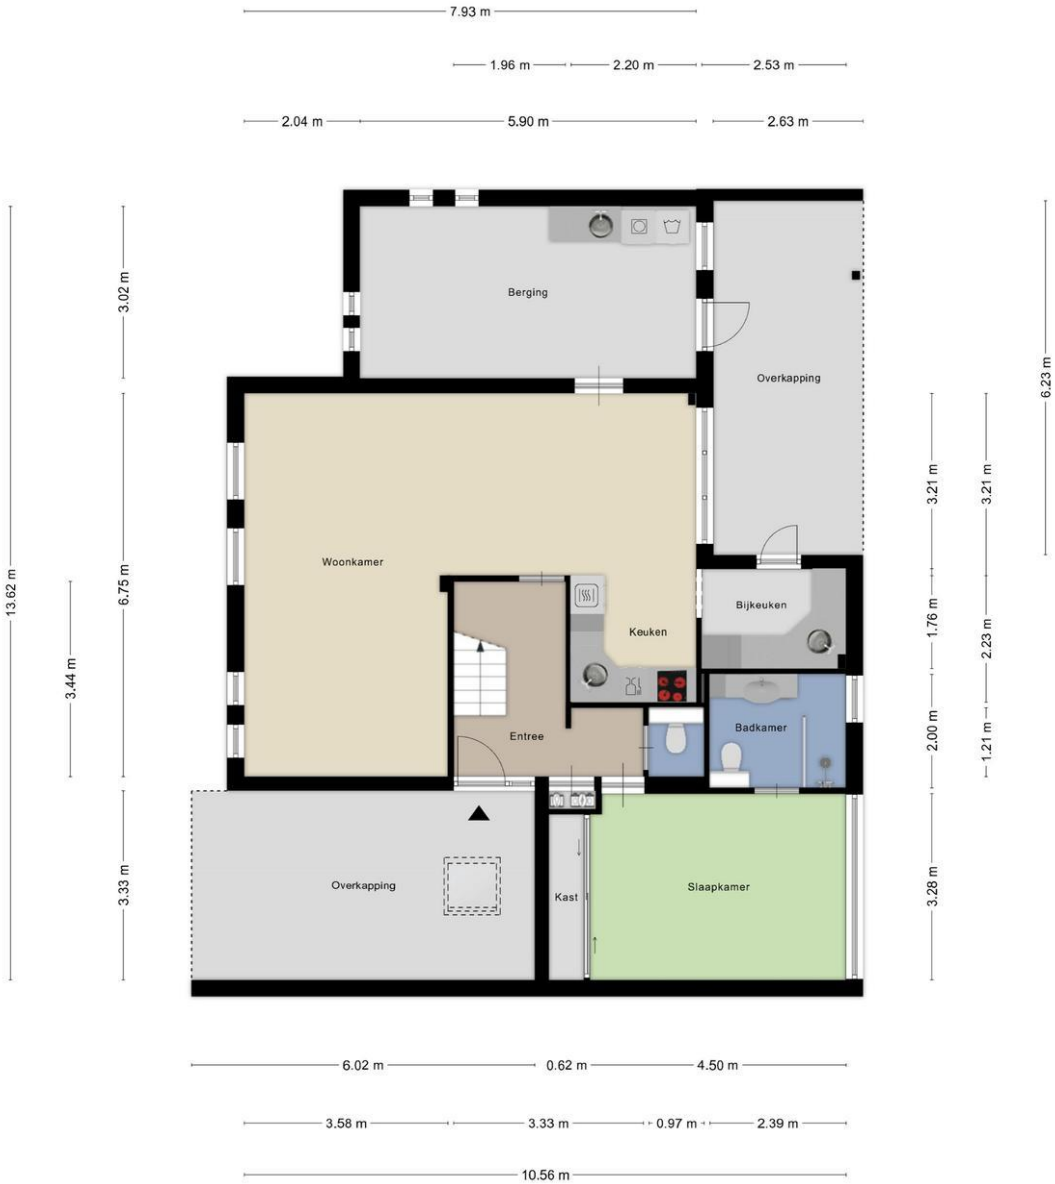 7.93 m
1.96 m 2.20 m 2.53 m
2.04 m 5.90 m 2.63 m
3.02 m
Berging
Overkapping
6.23 m
3.21 m 3.21 m
Woonkamer
13.62 m
6.75 m
3.44 m
Bijkeuken
1.76 m
Keuken
2.23 m
Entree
Badkamer
2.00 m
1.21 m
3.33 m
Overkapping
Kast
Slaapkamer
3.28 m
6.02 m 0.62 m 4.50 m
3.58 m 3.33 m 0.97 m 2.39 m
10.56 m